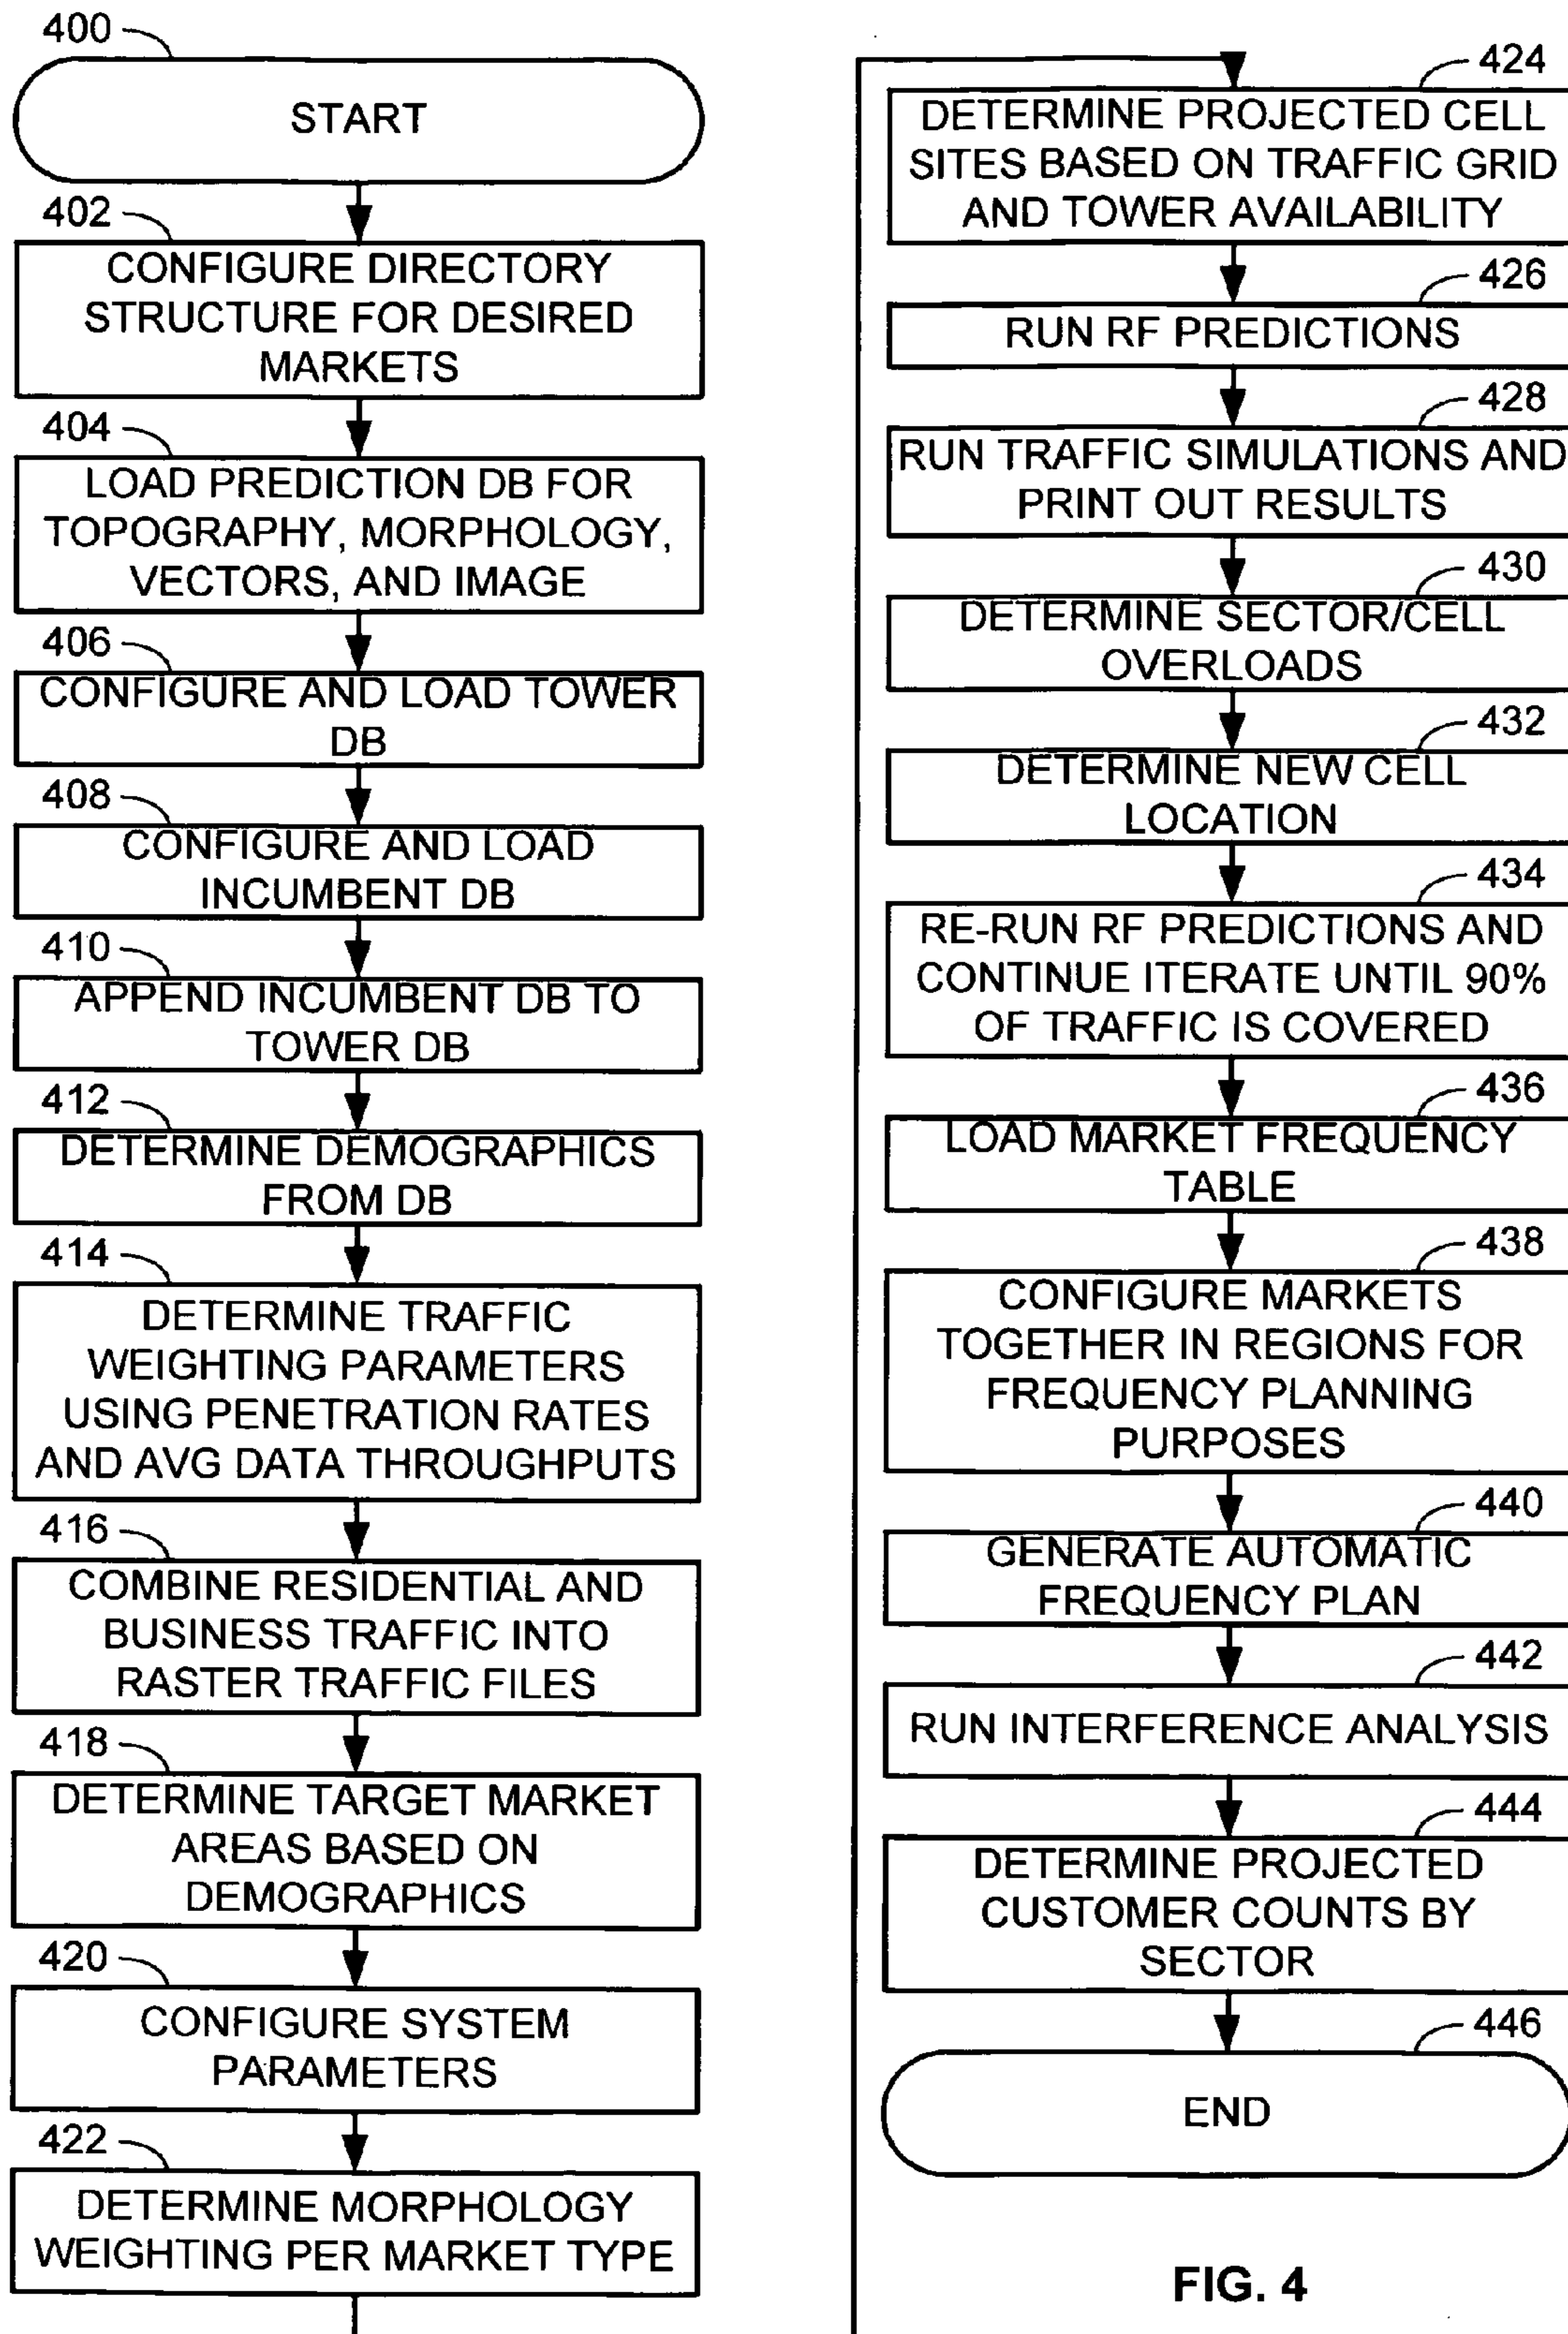 400
START
402
CONFIGURE DIRECTORY
STRUCTURE FOR DESIRED
MARKETS
404
LOAD PREDICTION DB FOR
TOPOGRAPHY, MORPHOLOGY,
VECTORS, AND IMAGE
406
CONFIGURE AND LOAD TOWER
DB
408
CONFIGURE AND LOAD
INCUMBENT DB
410
APPEND INCUMBENT DB TO
TOWER DB
412
DETERMINE DEMOGRAPHICS
FROM DB
414
DETERMINE TRAFFIC
WEIGHTING PARAMETERS
USING PENETRATION RATES
AND AVG DATA THROUGHPUTS
416
COMBINE RESIDENTIAL AND
BUSINESS TRAFFIC INTO
RASTER TRAFFIC FILES
418
DETERMINE TARGET MARKET
AREAS BASED ON
DEMOGRAPHICS
420
CONFIGURE SYSTEM
PARAMETERS
422
DETERMINE MORPHOLOGY
WEIGHTING PER MARKET TYPE
424
DETERMINE PROJECTED CELL
SITES BASED ON TRAFFIC GRID
AND TOWER AVAILABILITY
426
RUN RF PREDICTIONS
428
RUN TRAFFIC SIMULATIONS AND
PRINT OUT RESULTS
430
DETERMINE SECTOR/CELL
OVERLOADS
432
DETERMINE NEW CELL
LOCATION
434
RE-RUN RF PREDICTIONS AND
CONTINUE ITERATE UNTIL 90%
OF TRAFFIC IS COVERED
436
LOAD MARKET FREQUENCY
TABLE
438
CONFIGURE MARKETS
TOGETHER IN REGIONS FOR
FREQUENCY PLANNING
PURPOSES
440
GENERATE AUTOMATIC
FREQUENCY PLAN
442
RUN INTERFERENCE ANALYSIS
444
DETERMINE PROJECTED
CUSTOMER COUNTS BY
SECTOR
446
END
FIG. 4